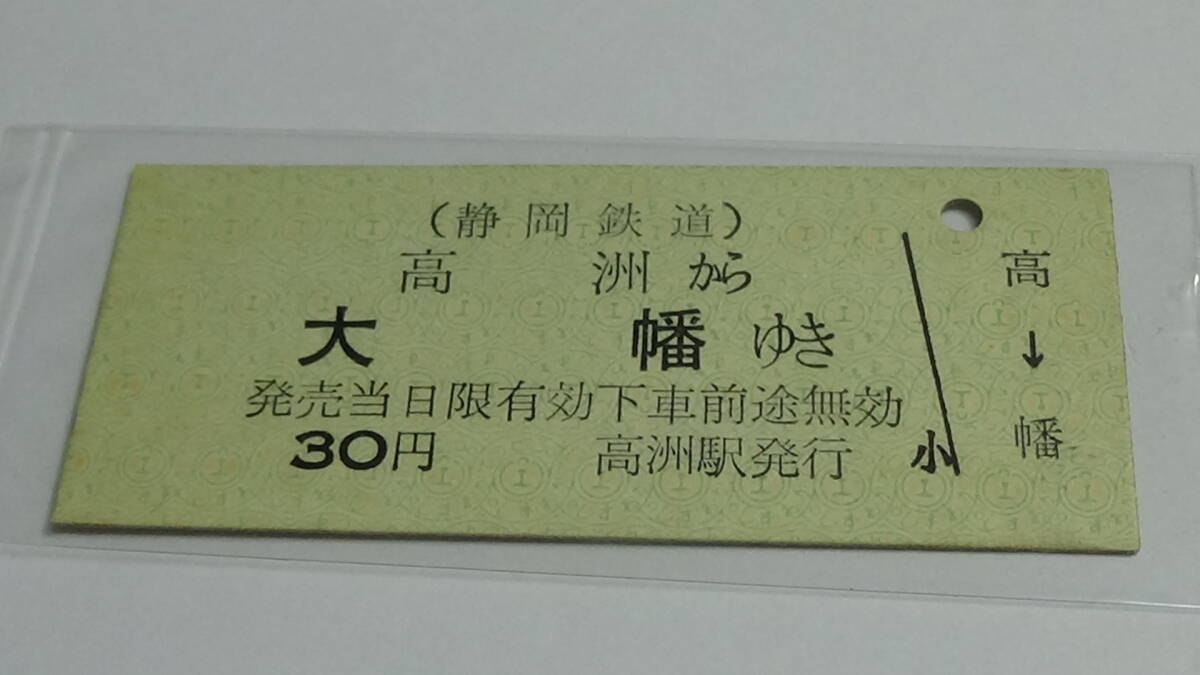 （静岡鉄道）
高洲から
大幡ゆき
発売当日限有効下車前途無効
30円 高洲駅発行
小
高
↓
幡